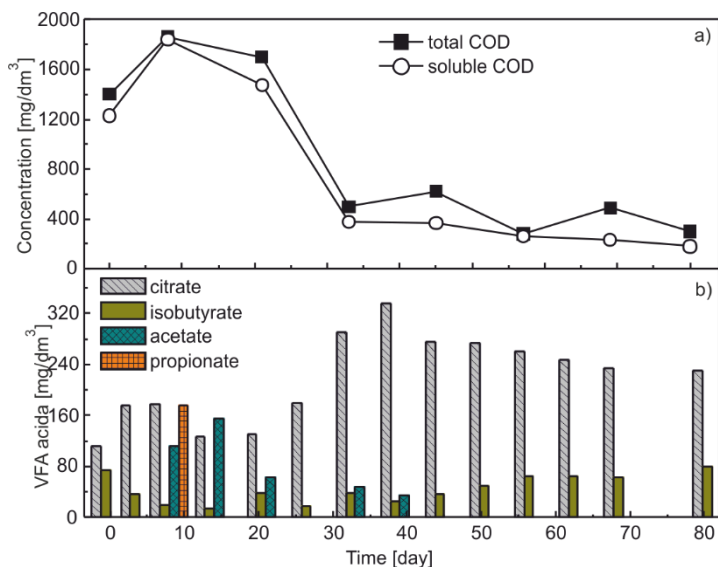 2000
1600
1200
800
400
0
Concentration [mg/dm³]
a)
total COD
soluble COD
b)
citrate
isobutyrate
acetate
propionate
320
240
160
80
0
VFA acida [mg/dm³]
0 10 20 30 40 50 60 70 80
Time [day]